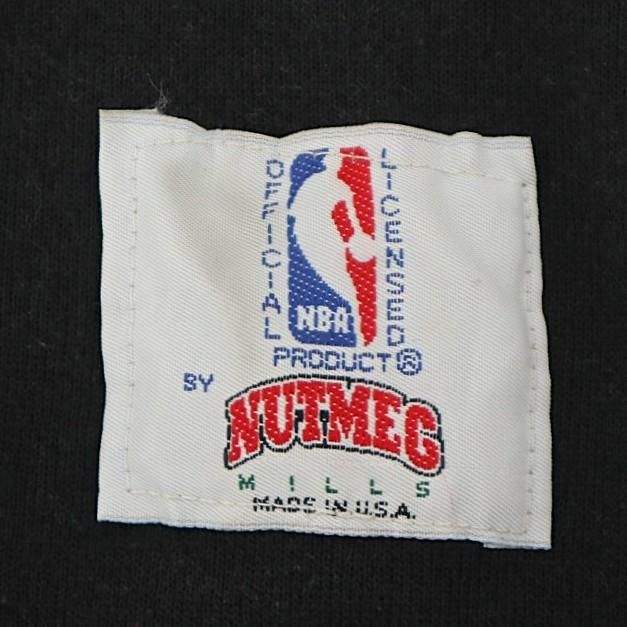 OFFICIAL
LICENSED
NBA
PRODUCT®
BY
NUTMEG
MILLS
MADE IN U.S.A.